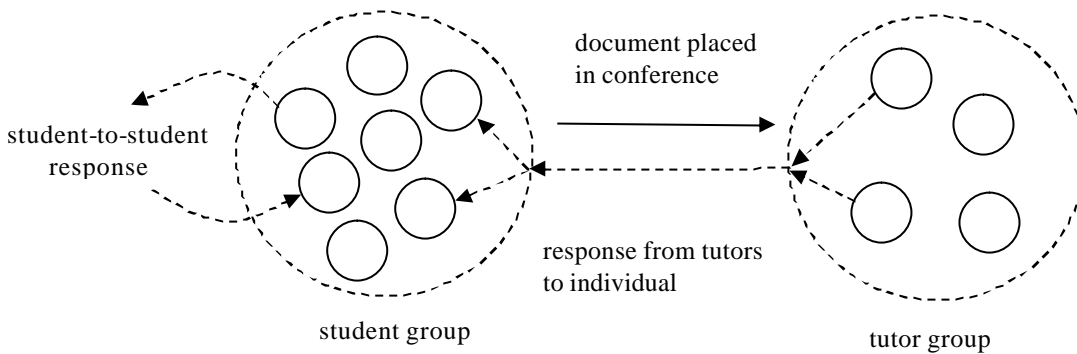 document placed
in conference
student-to-student
response
response from tutors
to individual
student group
tutor group